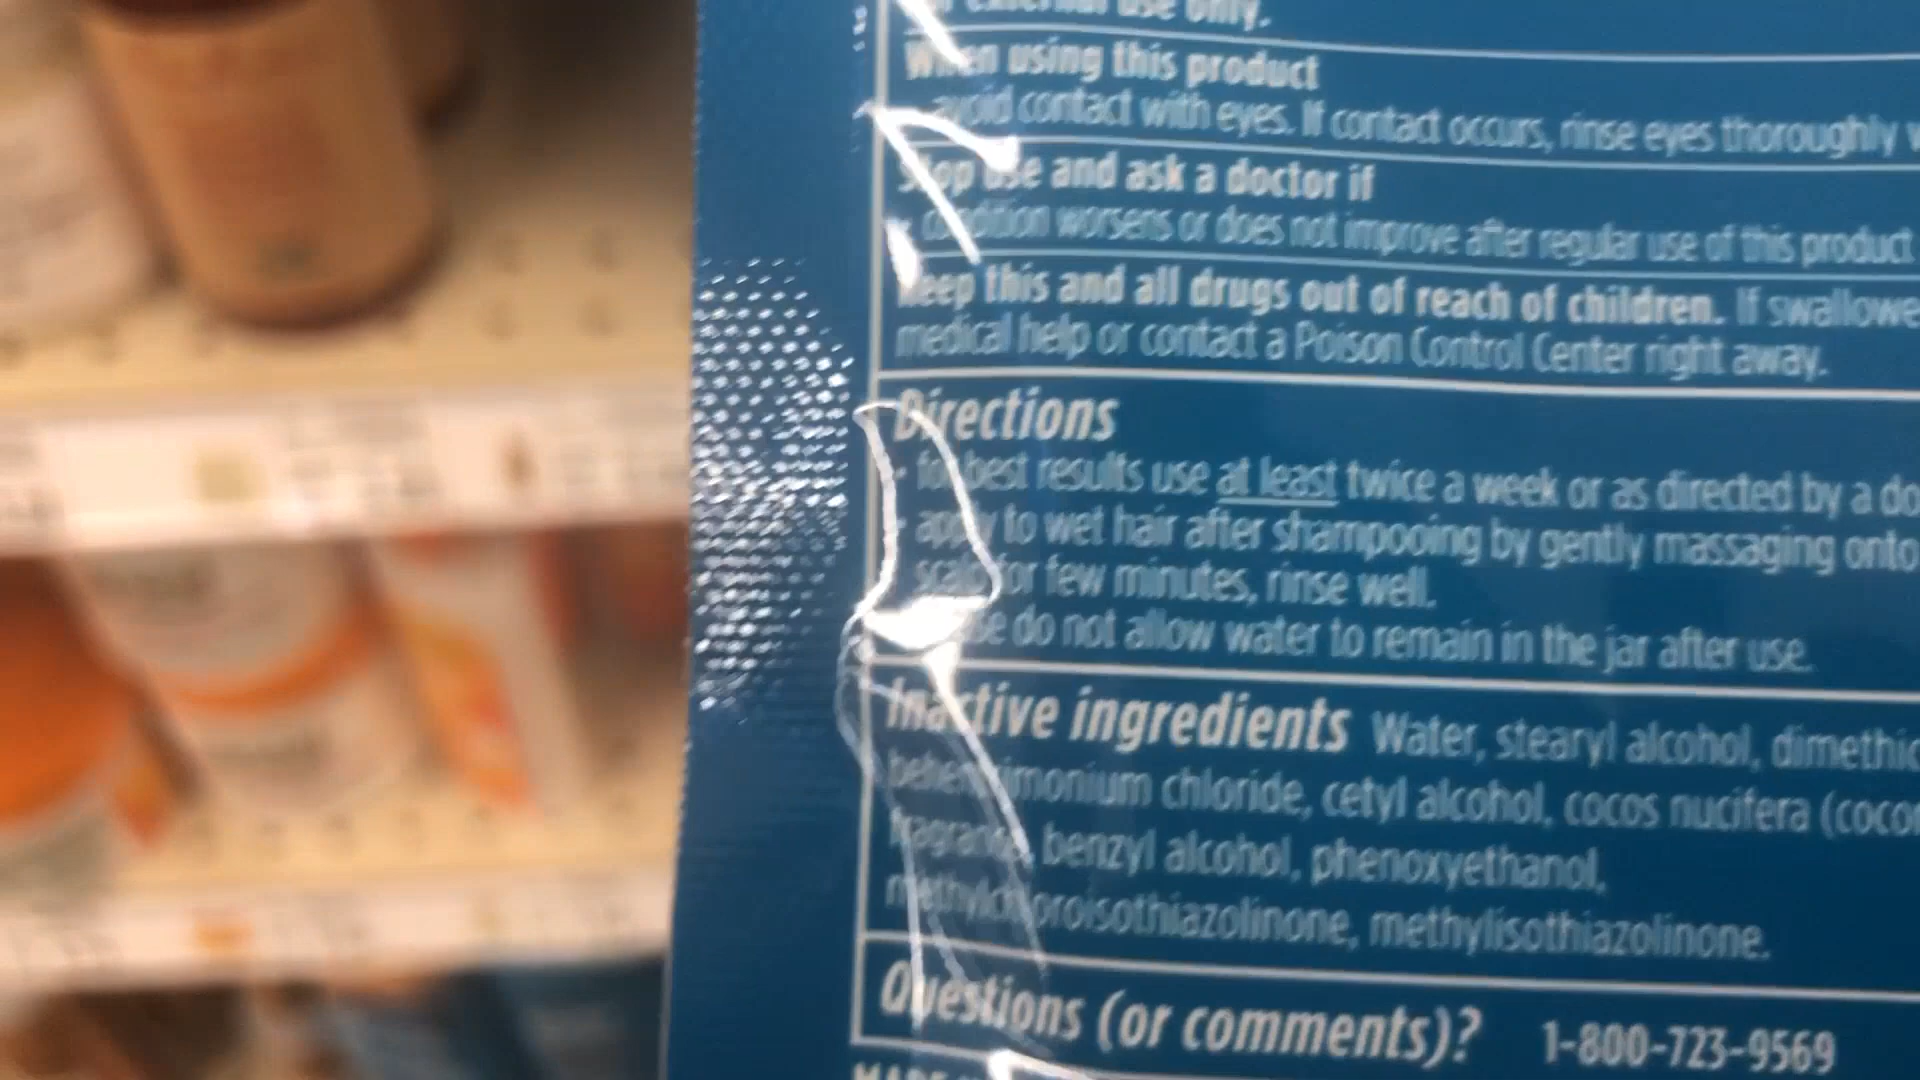 external use only.
When using this product
avoid contact with eyes. If contact occurs, rinse eyes thoroughly
Stop use and ask a doctor if
condition worsens or does not improve after regular use of this product
Keep this and all drugs out of reach of children. If swallowe
medical help or contact a Poison Control Center right away.
Directions
for best results use at least twice a week or as directed by a do
apply to wet hair after shampooing by gently massaging onto
scalp for few minutes, rinse well.
do not allow water to remain in the jar after use.
Inactive ingredients Water, stearyl alcohol, dimethic
behentrimonium chloride, cetyl alcohol, cocos nucifera (coco
fragrance, benzyl alcohol, phenoxyethanol,
methylchloroisothiazolinone, methylisothiazolinone.
Questions (or comments)? 1-800-723-9569